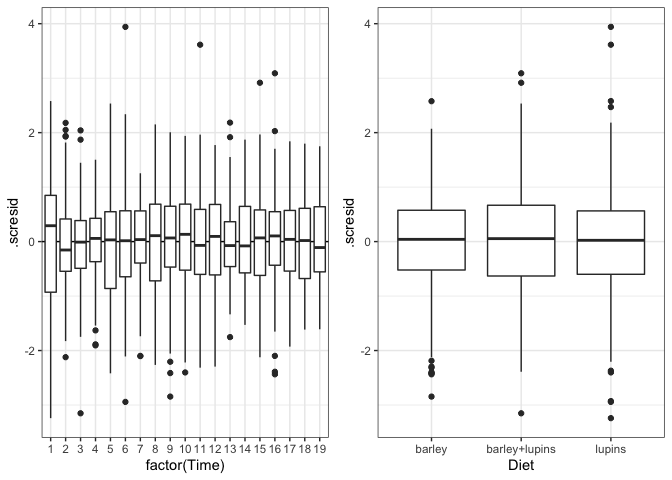 4
2
0
-2
.scresid
1 2 3 4 5 6 7 8 9 10 11 12 13 14 15 16 17 18 19
factor(Time)
4
2
0
-2
.scresid
barley barley+lupins lupins
Diet